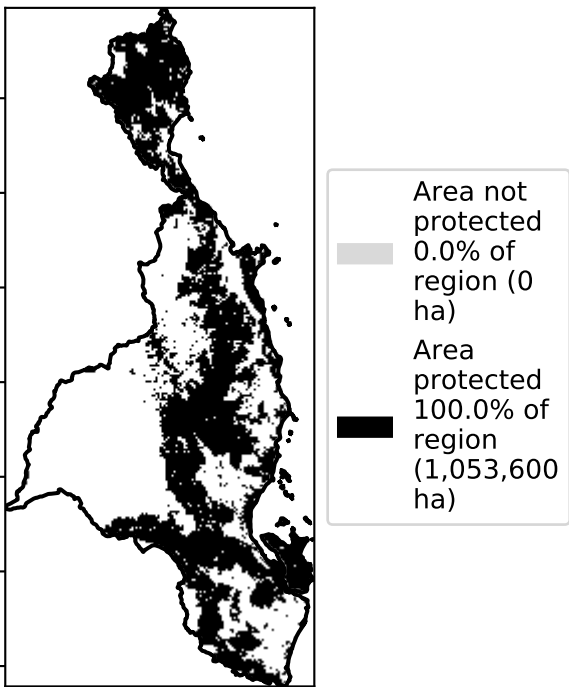 Area not
protected
0.0% of
region (0
ha)
Area
protected
100.0% of
region
(1,053,600
ha)